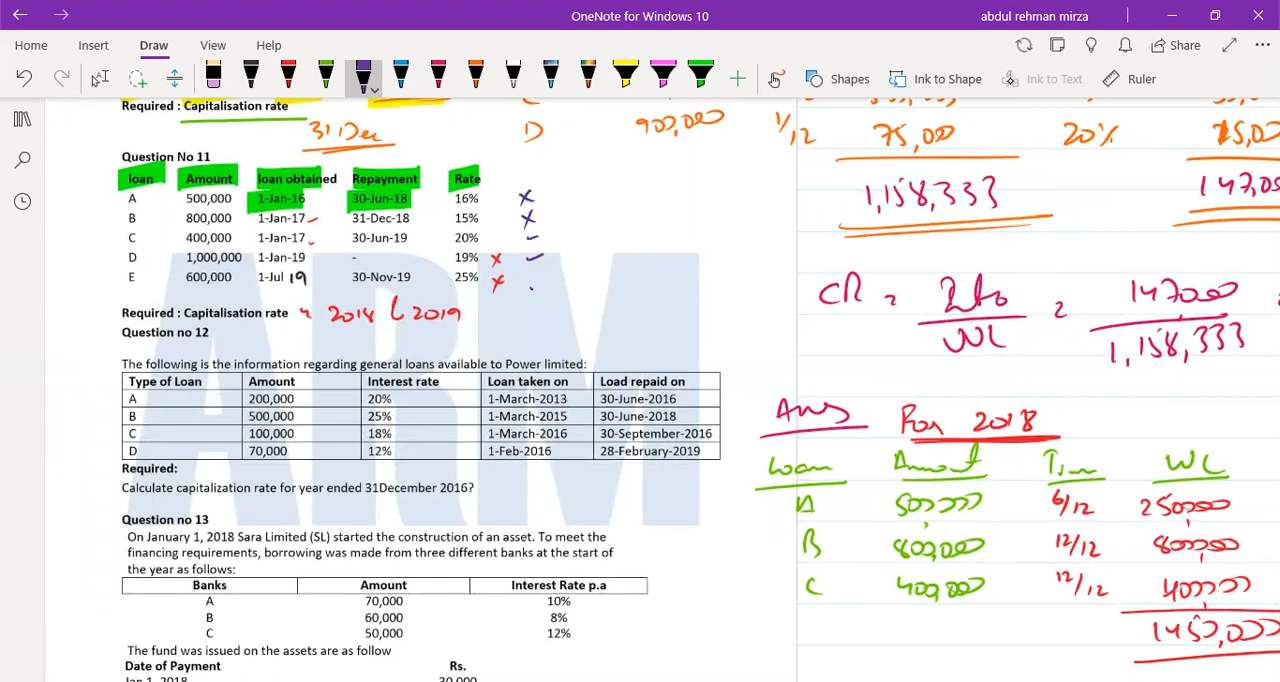 OneNote for Windows 10
abdul rehman mirza
Home Insert Draw View Help
Share
Shapes Ink to Shape Ink to Text Ruler
Required : Capitalisation rate
31 Dec
D 900,000 1/12 75,000 20%
1,158,333
Question No 11
loan Amount loan obtained Repayment Rate
A 500,000 1-Jan-16 30-Jun-18 16%
B 800,000 1-Jan-17 31-Dec-18 15%
C 400,000 1-Jan-17 30-Jun-19 20%
D 1,000,000 1-Jan-19 - 19%
E 600,000 1-Jul 19 30-Nov-19 25%
Required : Capitalisation rate 2018 2019
CR = = 147000
WL 1,158,333
Question no 12
The following is the information regarding general loans available to Power limited:
Type of Loan Amount Interest rate Loan taken on Load repaid on
A 200,000 20% 1-March-2013 30-June-2016
B 500,000 25% 1-March-2015 30-June-2018
C 100,000 18% 1-March-2016 30-September-2016
D 70,000 12% 1-Feb-2016 28-February-2019
Required:
Calculate capitalization rate for year ended 31December 2016?
Ans For 2018
Loan Amount Time WL
A 500000 6/12 250000
B 800,000 12/12 800000
C 400,000 12/12 400000
1450,000
Question no 13
On January 1, 2018 Sara Limited (SL) started the construction of an asset. To meet the
financing requirements, borrowing was made from three different banks at the start of
the year as follows:
Banks Amount Interest Rate p.a
A 70,000 10%
B 60,000 8%
C 50,000 12%
The fund was issued on the assets are as follow
Date of Payment Rs.
Jan 1, 2018 30,000
ARM